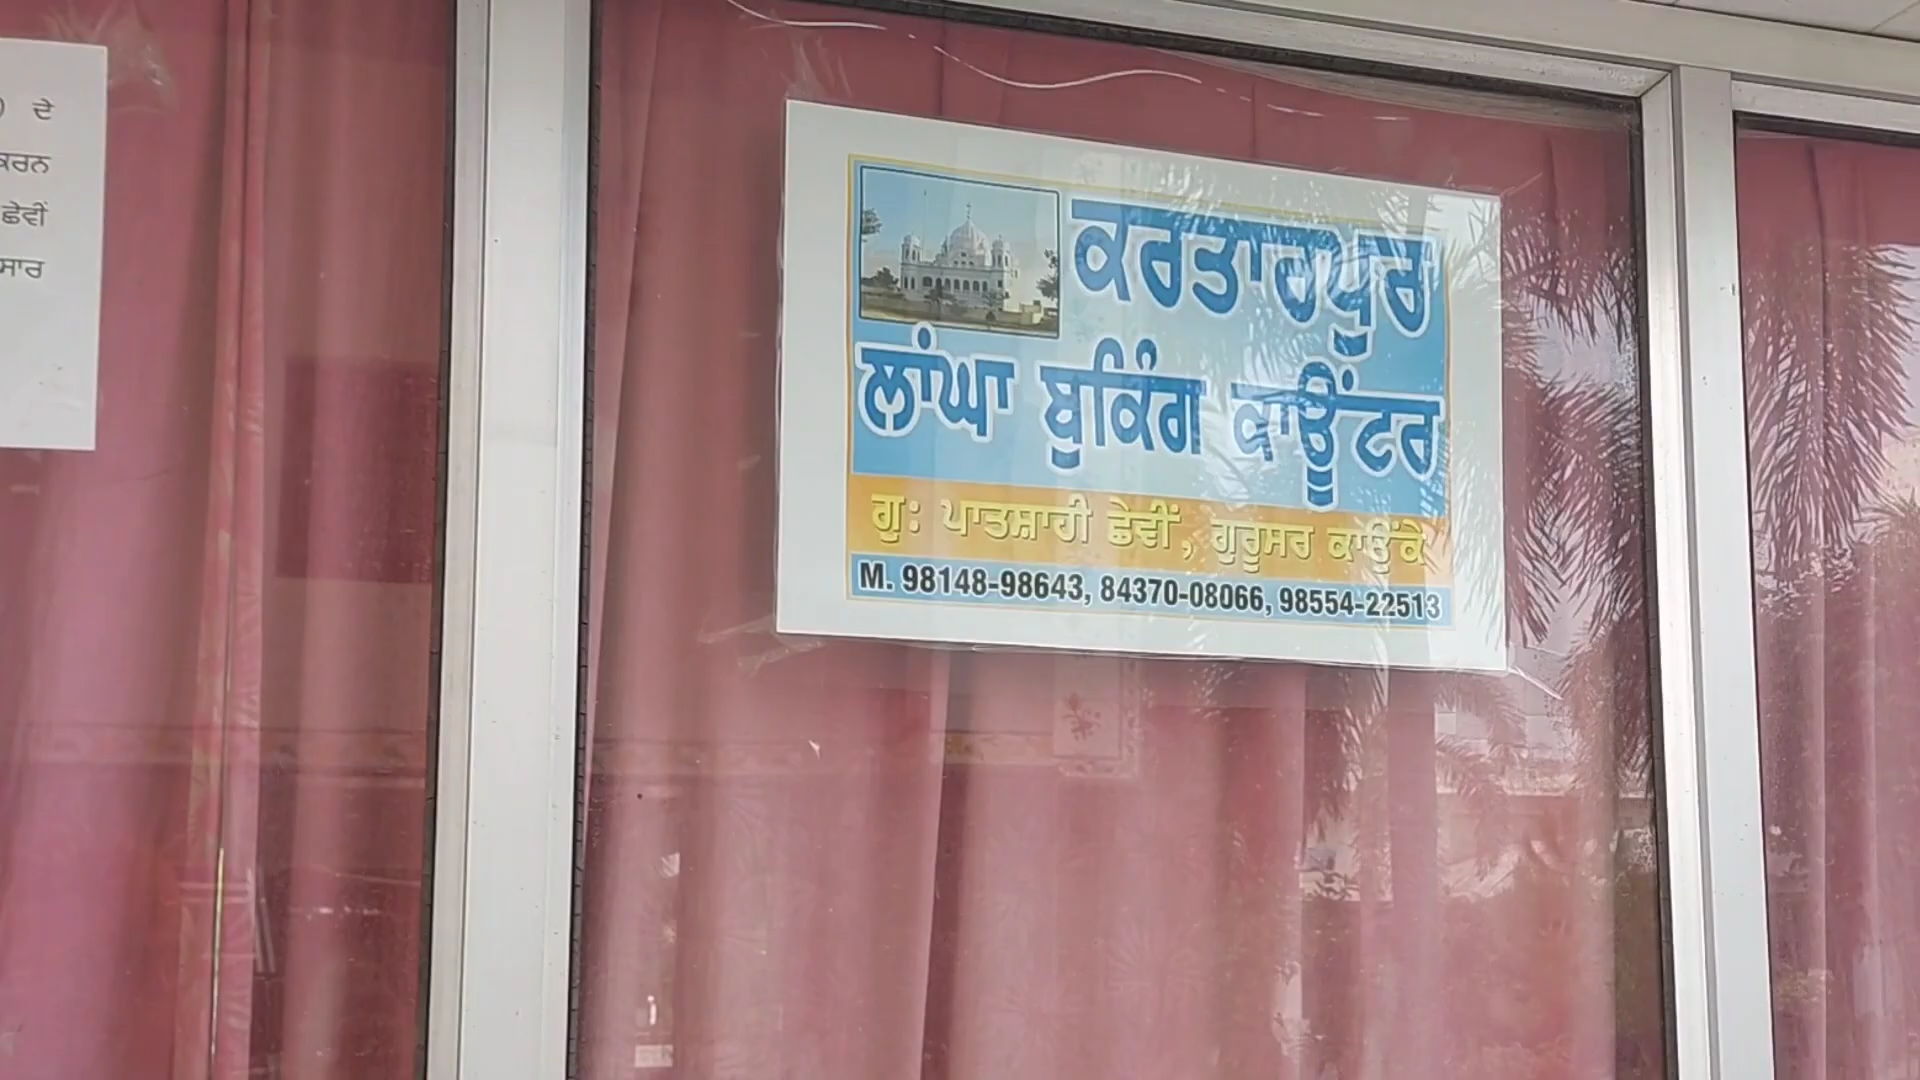 ) ਦੇ
ਕਰਨ
ਛੇਵੀਂ
ਸਾਰ
ਕਰਤਾਰਪੁਰ
ਲਾਂਘਾ ਬੁਕਿੰਗ ਕਾਊਂਟਰ
ਗੁ: ਪਾਤਸ਼ਾਹੀ ਛੇਵੀਂ, ਗੁਰੂਸਰ ਕਾਉਂਕੇ
M. 98148-98643, 84370-08066, 98554-22513